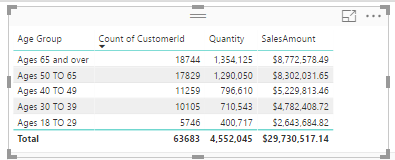 Age Group Count of CustomerId Quantity SalesAmount
Ages 65 and over 18744 1,354,125 $8,772,578.49
Ages 50 TO 65 17829 1,290,050 $8,302,031.65
Ages 40 TO 49 11259 796,610 $5,229,813.46
Ages 30 TO 39 10105 710,543 $4,782,408.72
Ages 18 TO 29 5746 400,717 $2,643,684.82
Total 63683 4,552,045 $29,730,517.14